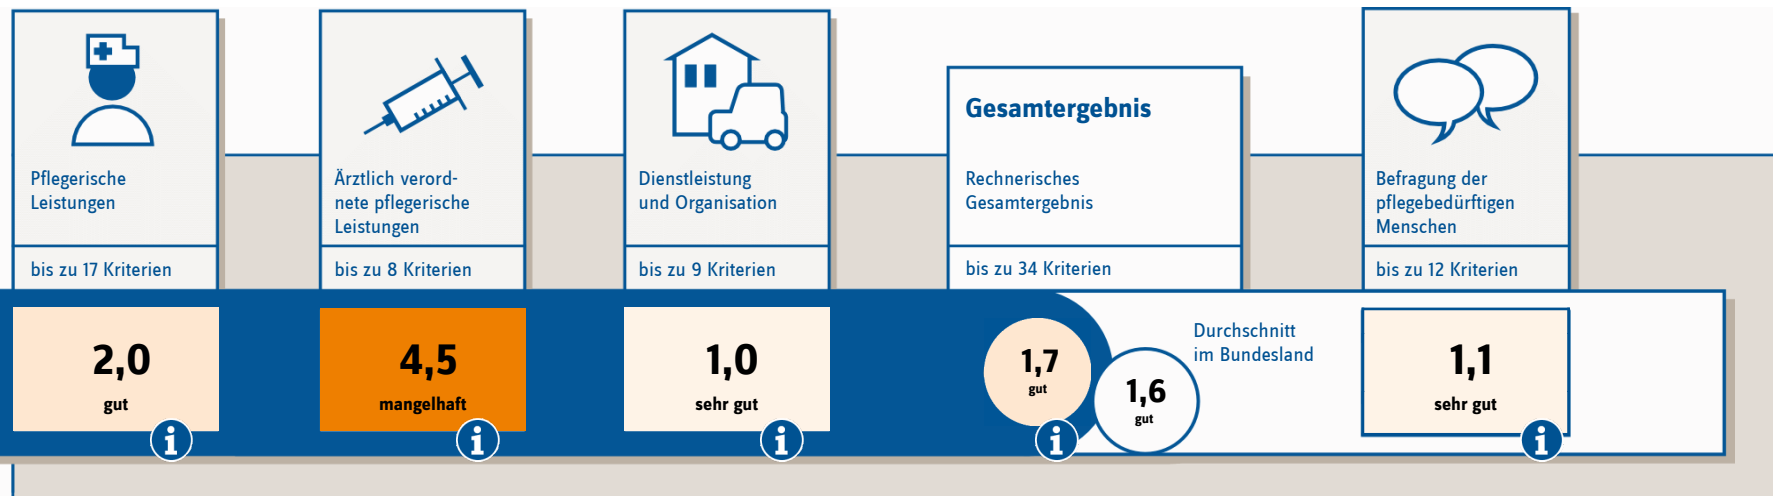 Pflegerische
Leistungen
bis zu 17 Kriterien
2,0
gut
i
Ärztlich verord-
nete pflegerische
Leistungen
bis zu 8 Kriterien
4,5
mangelhaft
i
Dienstleistung
und Organisation
bis zu 9 Kriterien
1,0
sehr gut
i
Gesamtergebnis
Rechnerisches
Gesamtergebnis
bis zu 34 Kriterien
1,7
gut
i
1,6
gut
Durchschnitt
im Bundesland
Befragung der
pflegebedürftigen
Menschen
bis zu 12 Kriterien
1,1
sehr gut
i